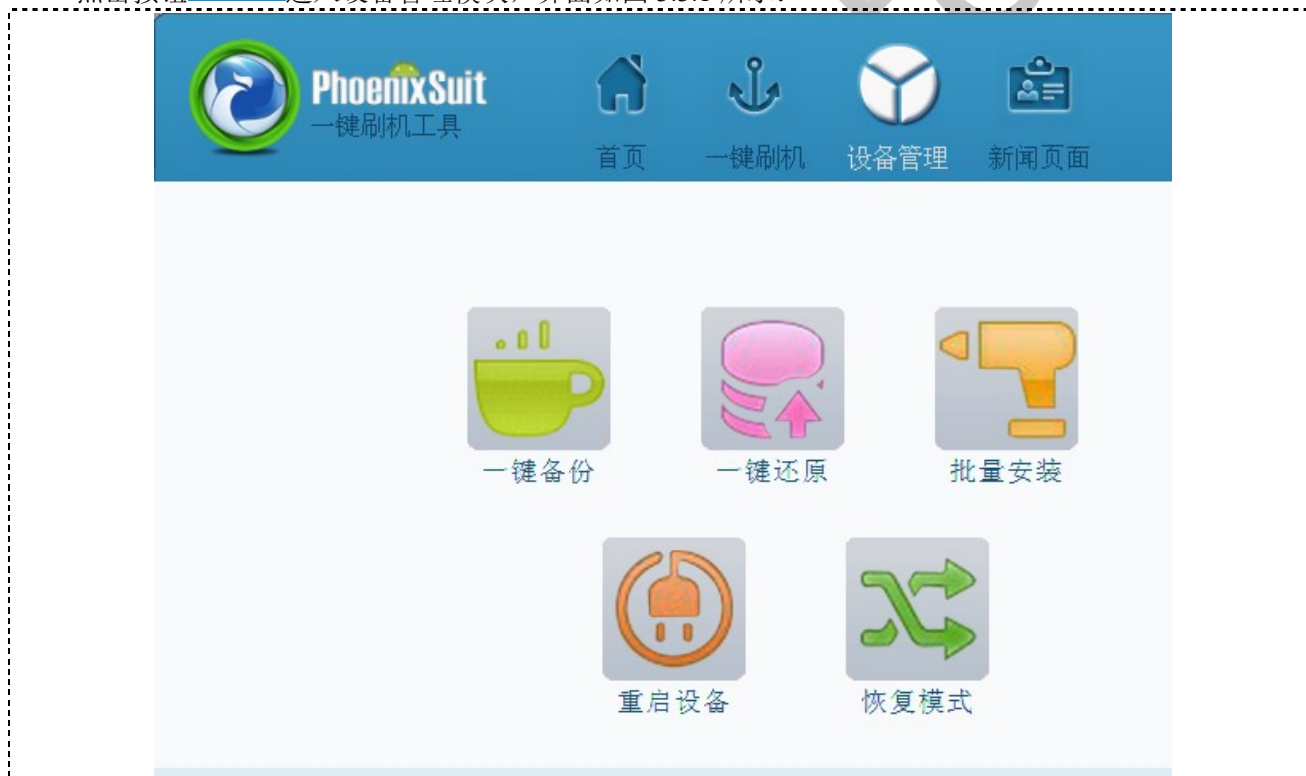 PhoenixSuit
一键刷机工具
首页 一键刷机 设备管理 新闻页面
一键备份 一键还原 批量安装
重启设备 恢复模式